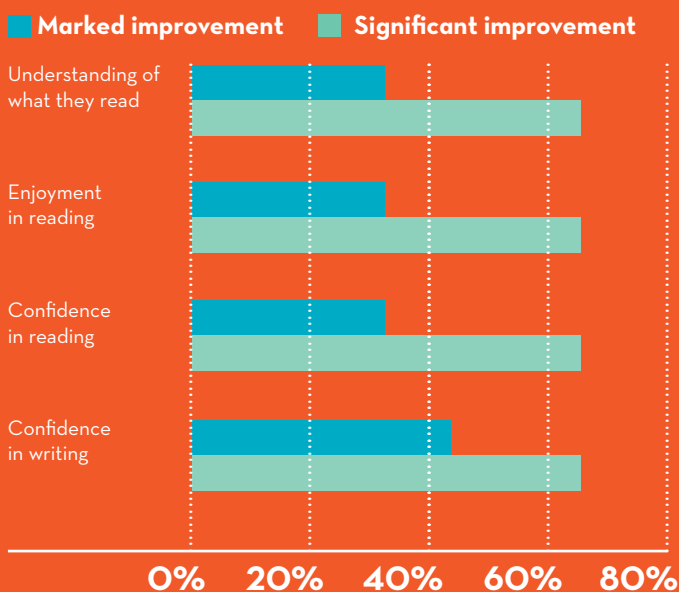 Marked improvement Significant improvement
Understanding of
what they read
Enjoyment
in reading
Confidence
in reading
Confidence
in writing
0% 20% 40% 60% 80%